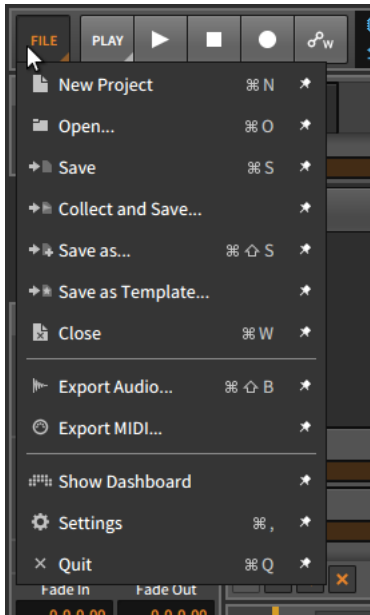 FILE PLAY W
New Project ⌘ N
Open... ⌘ O
Save ⌘ S
Collect and Save...
Save as... ⌘ ⇧ S
Save as Template...
Close ⌘ W
Export Audio... ⌘ ⇧ B
Export MIDI...
Show Dashboard
Settings ⌘ ,
Quit ⌘ Q
Fade In Fade Out